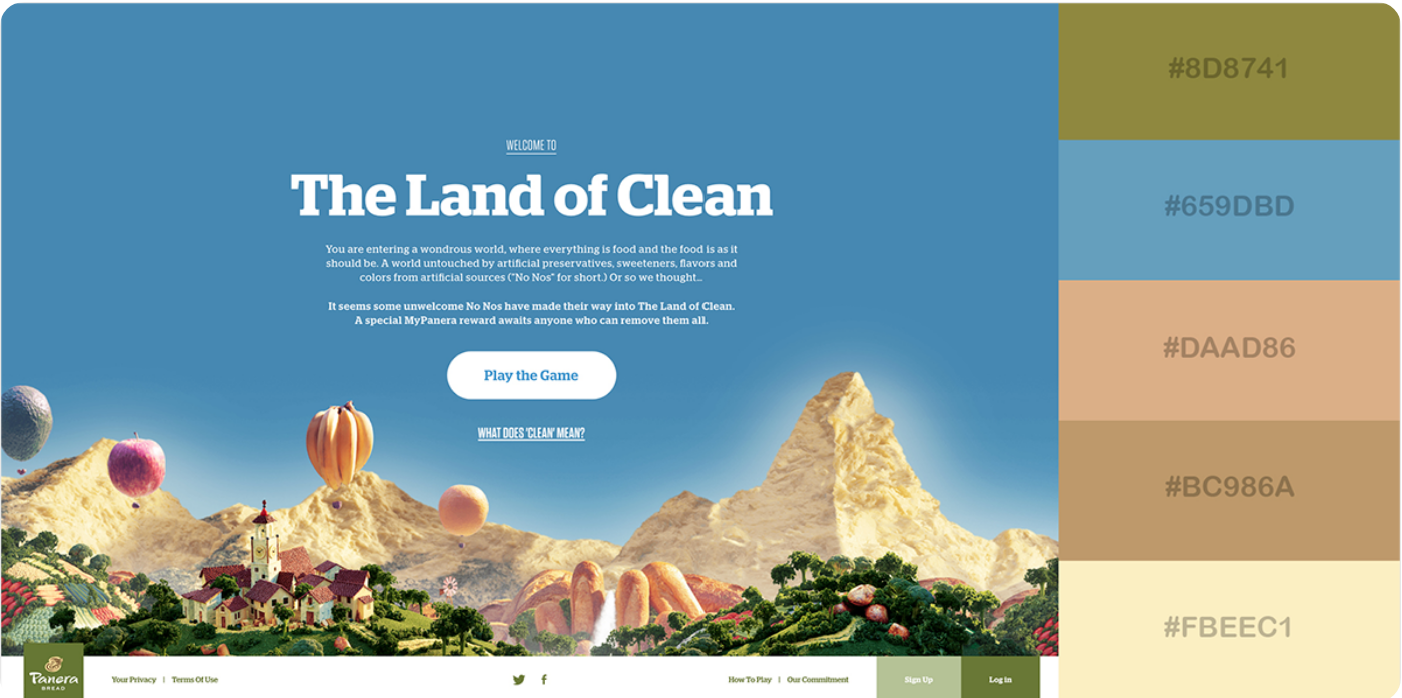 WELCOME TO
The Land of Clean
You are entering a wondrous world, where everything is food and the food is as it
should be. A world untouched by artificial preservatives, sweeteners, flavors and
colors from artificial sources ("No Nos" for short.) Or so we thought...
It seems some unwelcome No Nos have made their way into The Land of Clean.
A special MyPanera reward awaits anyone who can remove them all.
Play the Game
WHAT DOES 'CLEAN' MEAN?
Panera
BREAD
Your Privacy | Terms Of Use
How To Play | Our Commitment
Sign Up
Log in
#8D8741
#659DBD
#DAAD86
#BC986A
#FBEEC1